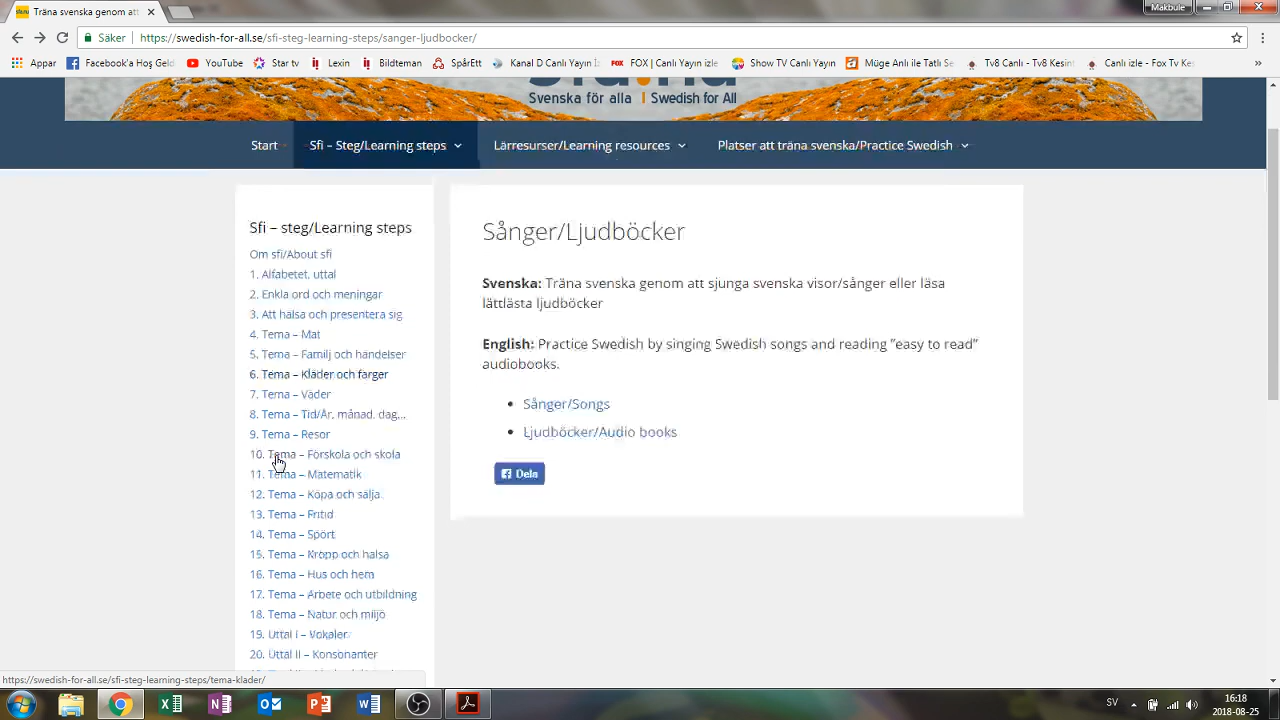 Träna svenska genom att
Makbule
Säker
https://swedish-for-all.se/sfi-steg-learning-steps/sanger-ljudbocker/
Appar
Facebook'a Hoş Geld
YouTube
Star tv
Lexin
Bildteman
SpårEtt
Kanal D Canlı Yayın İz
FOX | Canlı Yayın izle
Show TV Canlı Yayın
Müge Anlı ile Tatlı Se
Tv8 Canlı - Tv8 Kesint
Canlı izle - Fox Tv Kes
Svenska för alla | Swedish for All
Start
Sfi – Steg/Learning steps
Lärresurser/Learning resources
Platser att träna svenska/Practice Swedish
Sfi – steg/Learning steps
Om sfi/About sfi
1. Alfabetet, uttal
2. Enkla ord och meningar
3. Att hälsa och presentera sig
4. Tema – Mat
5. Tema – Familj och händelser
6. Tema – Kläder och färger
7. Tema – Väder
8. Tema – Tid/År, månad, dag…
9. Tema – Resor
10. Tema – Förskola och skola
11. Tema – Matematik
12. Tema – Köpa och sälja
13. Tema – Fritid
14. Tema – Sport
15. Tema – Kropp och hälsa
16. Tema – Hus och hem
17. Tema – Arbete och utbildning
18. Tema – Natur och miljö
19. Uttal I – Vokaler
20. Uttal II – Konsonanter
Sånger/Ljudböcker
Svenska: Träna svenska genom att sjunga svenska visor/sånger eller läsa
lättlästa ljudböcker
English: Practice Swedish by singing Swedish songs and reading ”easy to read”
audiobooks.
• Sånger/Songs
• Ljudböcker/Audio books
Dela
https://swedish-for-all.se/sfi-steg-learning-steps/tema-klader/
SV
16:18
2018-08-25